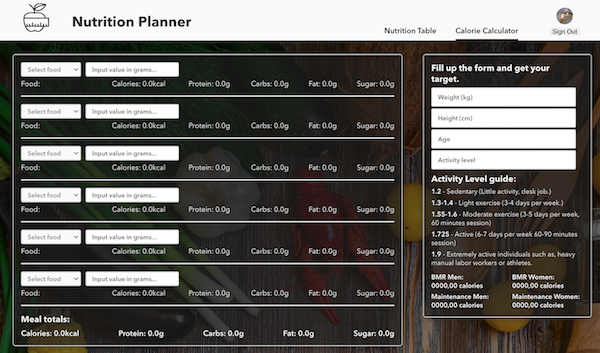 Nutrition Planner
Nutrition Table
Calorie Calculator
Sign Out
Select food
Input value in grams...
Food: Calories: 0.0kcal Protein: 0.0g Carbs: 0.0g Fat: 0.0g Sugar: 0.0g
Select food
Input value in grams...
Food: Calories: 0.0kcal Protein: 0.0g Carbs: 0.0g Fat: 0.0g Sugar: 0.0g
Select food
Input value in grams...
Food: Calories: 0.0kcal Protein: 0.0g Carbs: 0.0g Fat: 0.0g Sugar: 0.0g
Select food
Input value in grams...
Food: Calories: 0.0kcal Protein: 0.0g Carbs: 0.0g Fat: 0.0g Sugar: 0.0g
Select food
Input value in grams...
Food: Calories: 0.0kcal Protein: 0.0g Carbs: 0.0g Fat: 0.0g Sugar: 0.0g
Select food
Input value in grams...
Food: Calories: 0.0kcal Protein: 0.0g Carbs: 0.0g Fat: 0.0g Sugar: 0.0g
Meal totals:
Calories: 0.0kcal Protein: 0.0g Carbs: 0.0g Fat: 0.0g Sugar: 0.0g
Fill up the form and get your
target.
Weight (kg)
Height (cm)
Age
Activity level
Activity Level guide:
1.2 - Sedentary (Little activity, desk job.)
1.3-1.4 - Light exercise (3-4 days per week.)
1.55-1.6 - Moderate exercise (3-5 days per week,
60 minutes session)
1.725 - Active (6-7 days per week 60-90 minutes
session)
1.9 - Extremely active individuals such as, heavy
manual labor workers or athletes.
BMR Men: BMR Women:
0000,00 calories 0000,00 calories
Maintenance Men: Maintenance Women:
0000,00 calories 0000,00 calories